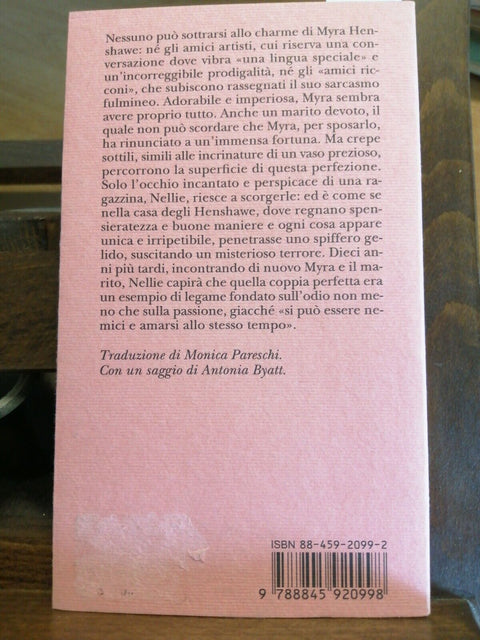 Nessuno può sottrarsi allo charme di Myra Hen-
shawe: né gli amici artisti, cui riserva una con-
versazione dove vibra «una lingua speciale» e
un'incorreggibile prodigalità, né gli «amici ric-
coni», che subiscono rassegnati il suo sarcasmo
fulmineo. Adorabile e imperiosa, Myra sembra
avere proprio tutto. Anche un marito devoto, il
quale non può scordare che Myra, per sposarlo,
ha rinunciato a un'immensa fortuna. Ma crepe
sottili, simili alle incrinature di un vaso prezioso,
percorrono la superficie di questa perfezione.
Solo l'occhio incantato e perspicace di una ra-
gazzina, Nellie, riesce a scorgerle: ed è come se
nella casa degli Henshawe, dove regnano spen-
sieratezza e buone maniere e ogni cosa appare
unica e irripetibile, penetrasse uno spiffero ge-
lido, suscitando un misterioso terrore. Dieci an-
ni più tardi, incontrando di nuovo Myra e il ma-
rito, Nellie capirà che quella coppia perfetta era
un esempio di legame fondato sull'odio non me-
no che sulla passione, giacché «si può essere ne-
mici e amarsi allo stesso tempo».
Traduzione di Monica Pareschi.
Con un saggio di Antonia Byatt.
ISBN 88-459-2099-2
9 788845 920998